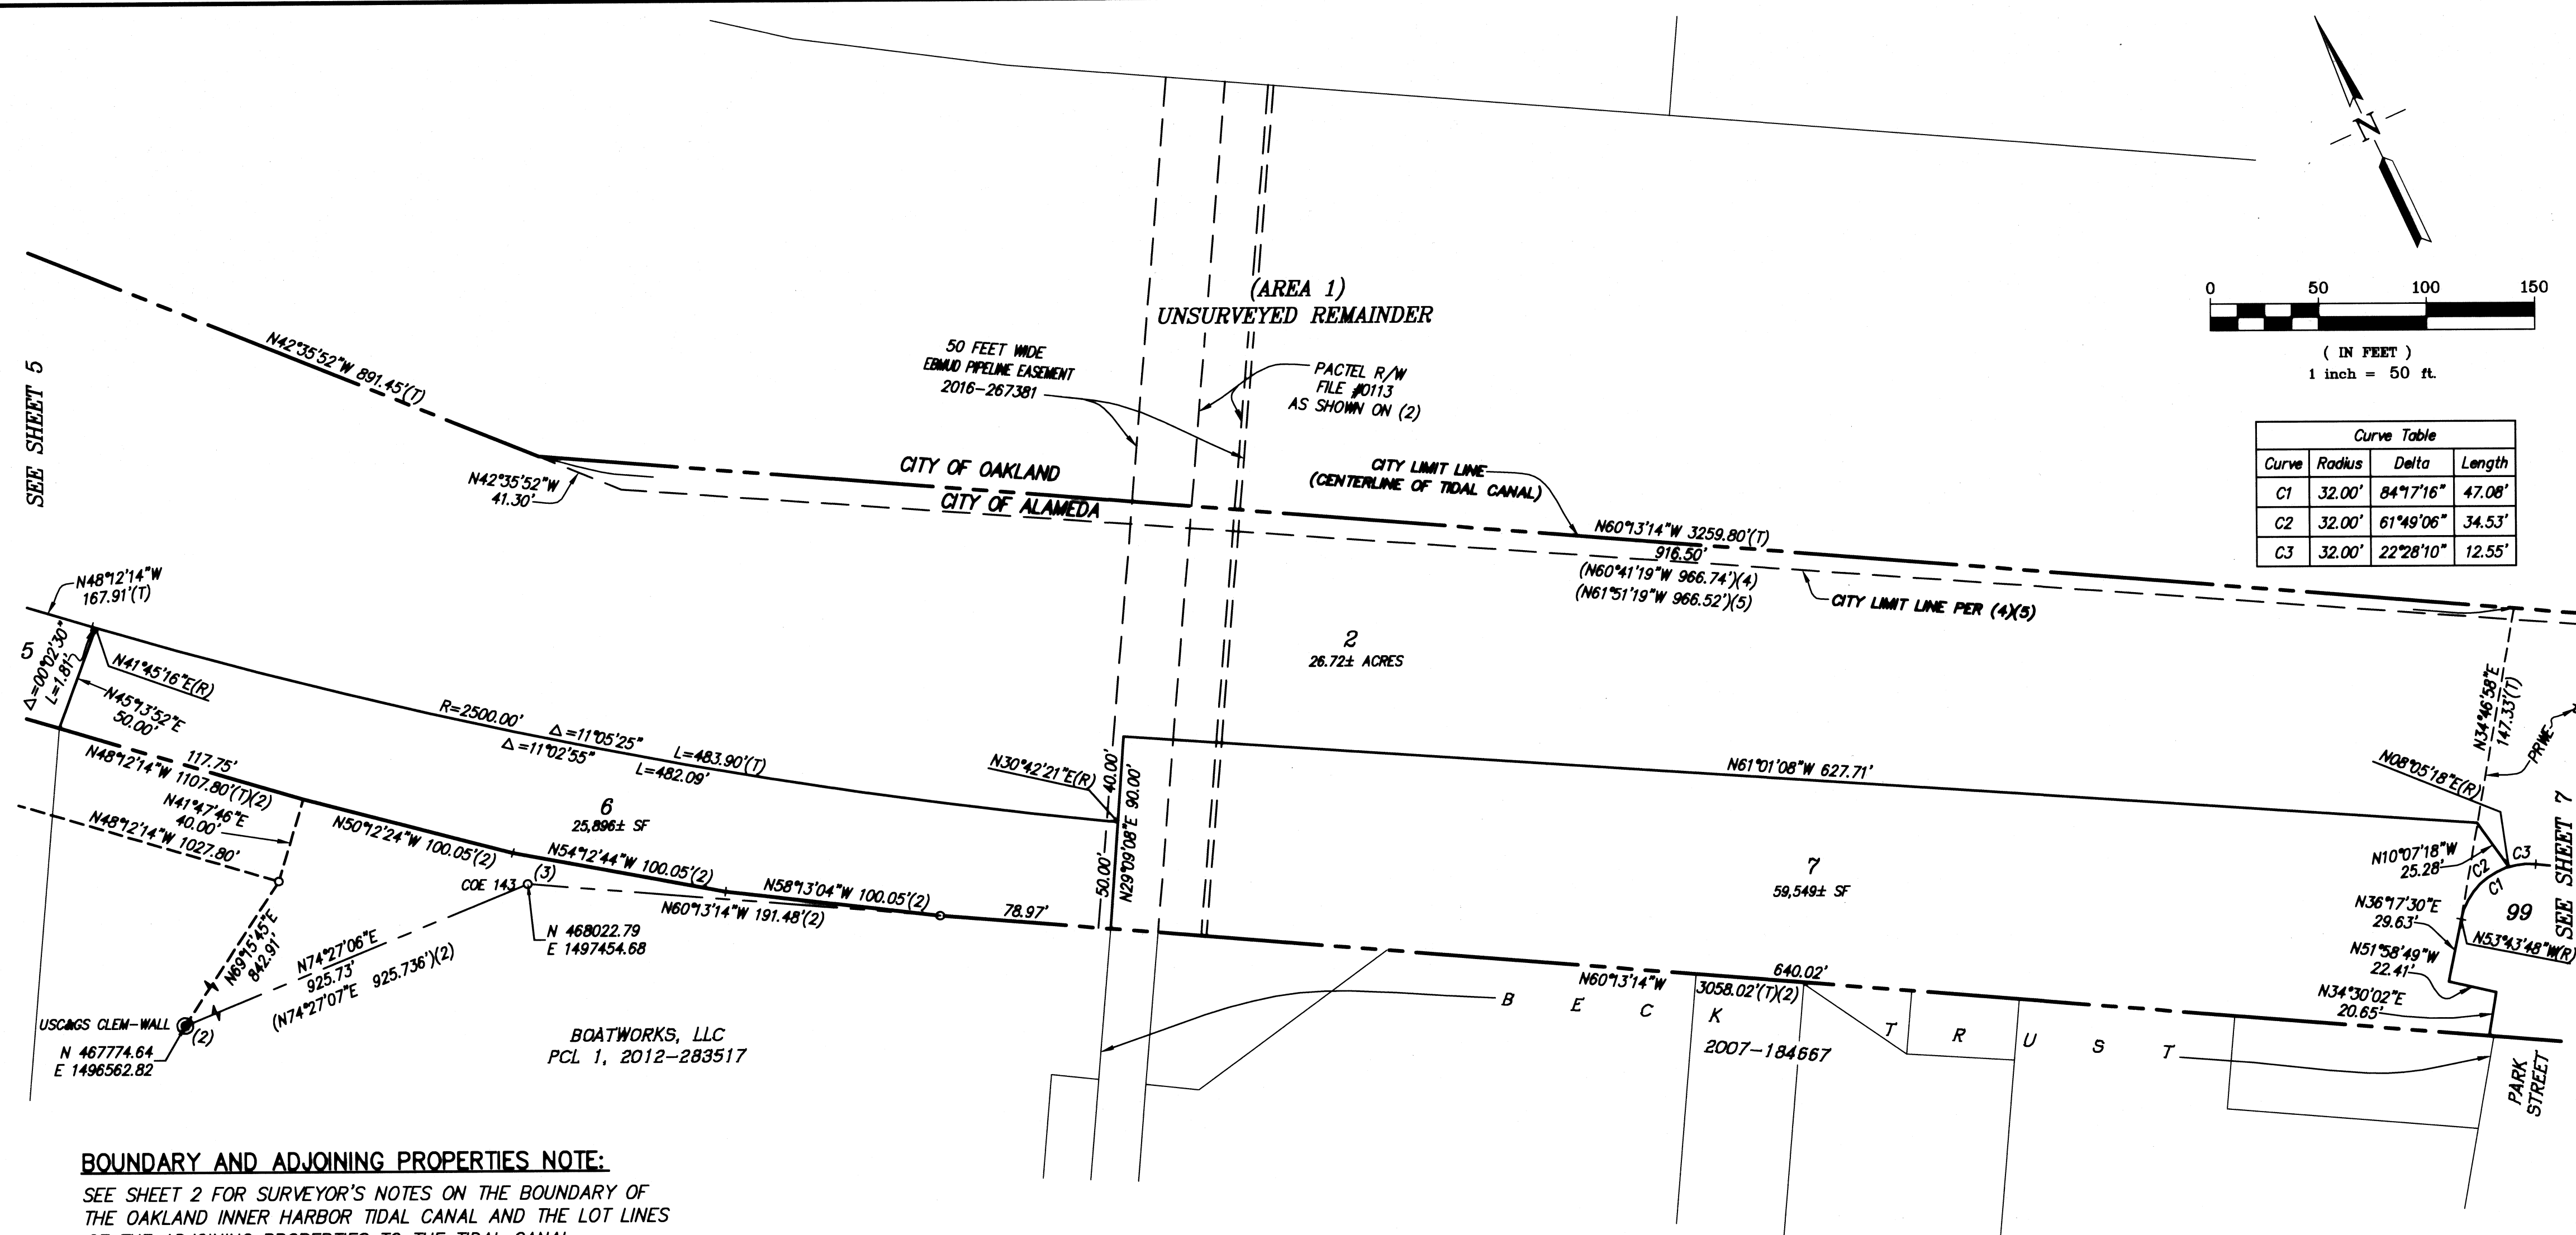 N
0 50 100 150
( IN FEET )
1 inch = 50 ft.
Curve Table
Curve Radius Delta Length
C1 32.00' 84°17'16" 47.08'
C2 32.00' 61°49'06" 34.53'
C3 32.00' 22°28'10" 12.55'
(AREA 1)
UNSURVEYED REMAINDER
50 FEET WIDE
EBMUD PIPELINE EASEMENT
2016-267381
PACTEL R/W
FILE #0113
AS SHOWN ON (2)
SEE SHEET 5
N42°35'52"W 891.45'(T)
N42°35'52"W
41.30'
CITY OF OAKLAND
CITY OF ALAMEDA
CITY LIMIT LINE
(CENTERLINE OF TIDAL CANAL)
N60°13'14"W 3259.80'(T)
916.50'
(N60°41'19"W 966.74')(4)
(N61°51'19"W 966.52')(5)
CITY LIMIT LINE PER (4)(5)
2
26.72± ACRES
N48°12'14"W
167.91'(T)
5
Δ=00°02'30"
L=1.81'
N41°45'16"E(R)
N45°13'52"E
50.00'
R=2500.00'
Δ=11°05'25"
L=483.90'(T)
Δ=11°02'55"
L=482.09'
N30°42'21"E(R)
40.00'
50.00'
N29°09'08"E 90.00'
N61°01'08"W 627.71'
N34°46'58"E
147.33'(T)
PRWE
N08°05'18"E(R)
SEE SHEET 7
117.75'
N48°12'14"W 1107.80'(T)(2)
N41°47'46"E
40.00'
N48°12'14"W 1027.80'
N50°12'24"W 100.05'(2)
6
25,896± SF
N54°12'44"W 100.05'(2)
N58°13'04"W 100.05'(2)
78.97'
COE 143
(3)
N60°13'14"W 191.48'(2)
N 468022.79
E 1497454.68
N69°15'45"E
842.91'
N74°27'06"E
925.73'
(N74°27'07"E 925.736')(2)
USC&GS CLEM-WALL
(2)
N 467774.64
E 1496562.82
7
59,549± SF
N10°07'18"W
25.28'
C2
C1
C3
99
N36°17'30"E
29.63'
N53°43'48"W(R)
N51°58'49"W
22.41'
N34°30'02"E
20.65'
640.02'
N60°13'14"W
3058.02'(T)(2)
BECK TRUST
2007-184667
PARK
STREET
BOATWORKS, LLC
PCL 1, 2012-283517
BOUNDARY AND ADJOINING PROPERTIES NOTE:
SEE SHEET 2 FOR SURVEYOR'S NOTES ON THE BOUNDARY OF
THE OAKLAND INNER HARBOR TIDAL CANAL AND THE LOT LINES
OF THE ADJOINING PROPERTIES TO THE TIDAL CANAL.